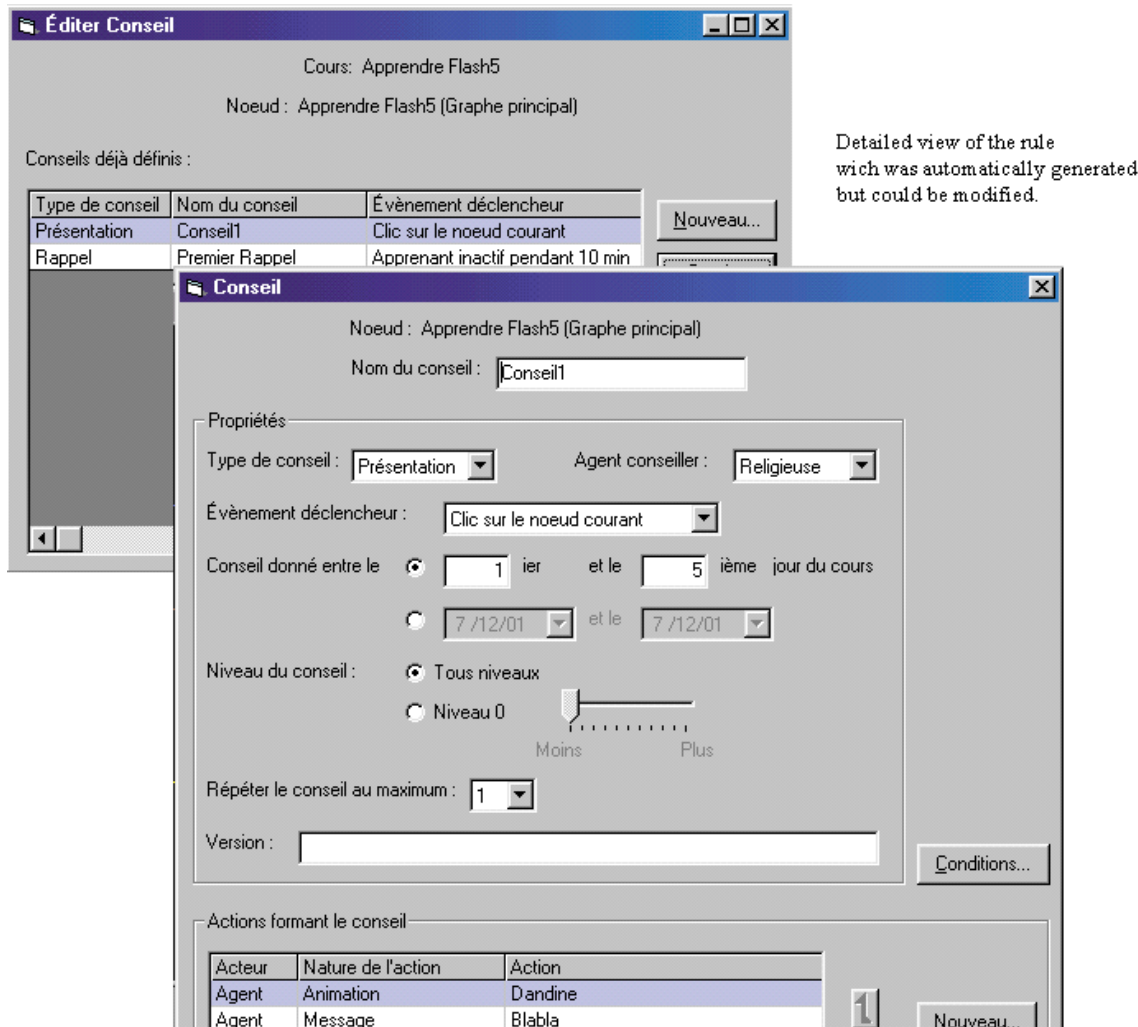 Éditer Conseil
Cours: Apprendre Flash5
Noeud : Apprendre Flash5 (Graphe principal)
Conseils déjà définis :
Type de conseil Nom du conseil Évènement déclencheur
Présentation Conseil1 Clic sur le noeud courant
Rappel Premier Rappel Apprenant inactif pendant 10 min
Nouveau...
Detailed view of the rule
wich was automatically generated
but could be modified.
Conseil
Noeud : Apprendre Flash5 (Graphe principal)
Nom du conseil : Conseil1
Propriétés
Type de conseil : Présentation Agent conseiller : Religieuse
Évènement déclencheur : Clic sur le noeud courant
Conseil donné entre le 1 ier et le 5 ième jour du cours
7 /12/01 et le 7 /12/01
Niveau du conseil : Tous niveaux
Niveau 0
Moins Plus
Répéter le conseil au maximum : 1
Version :
Conditions...
Actions formant le conseil
Acteur Nature de l'action Action
Agent Animation Dandine
Agent Message Blabla
Nouveau...